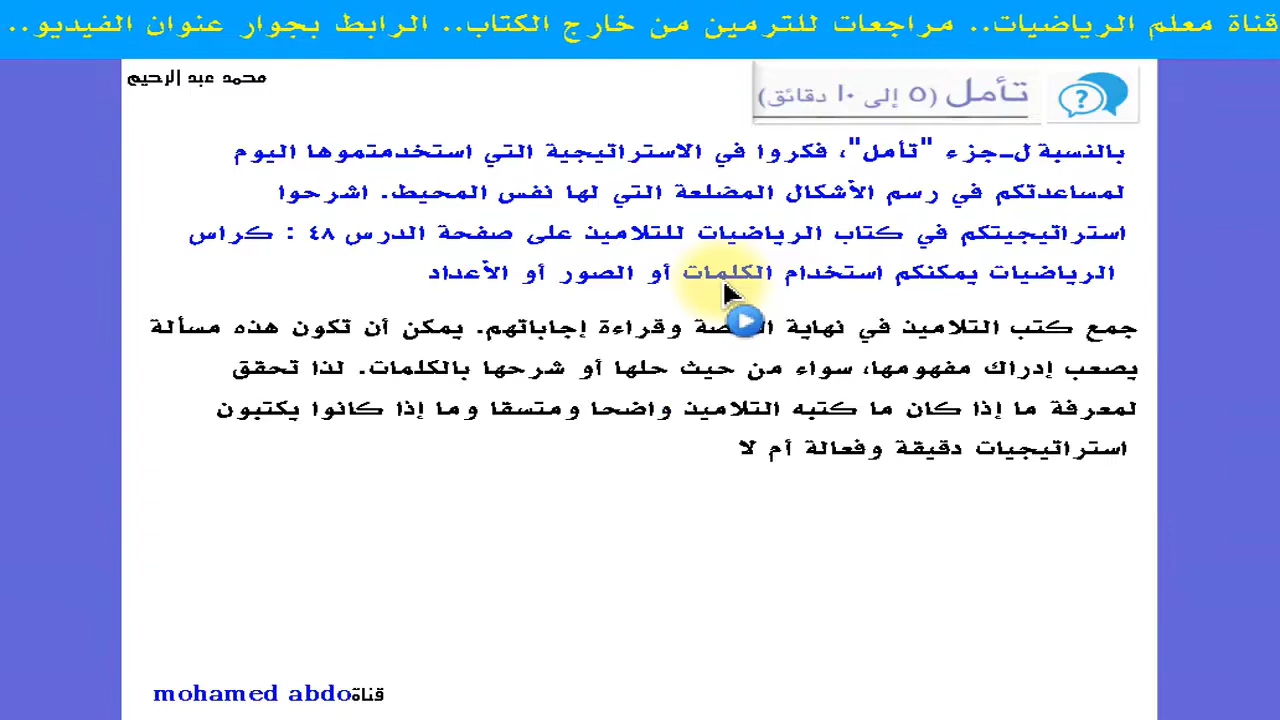 قناة معلم الرياضيات.. مراجعات للترمين من خارج الكتاب.. الرابط بجوار عنوان الفيديو..
محمد عبد الرحيم
تأمل (٥ إلى ١٠ دقائق)
بالنسبة ل-جزء "تأمل"، فكروا في الاستراتيجية التي استخدمتموها اليوم
لمساعدتكم في رسم الأشكال المضلعة التي لها نفس المحيط. اشرحوا
استراتيجيتكم في كتاب الرياضيات للتلاميذ على صفحة الدرس ٤٨ : كراس
الرياضيات يمكنكم استخدام الكلمات أو الصور أو الأعداد
جمع كتب التلاميذ في نهاية وقراءة إجاباتهم. يمكن أن تكون هذه مسألة
يصعب إدراك مفهومها، سواء من حيث حلها أو شرحها بالكلمات. لذا تحقق
لمعرفة ما إذا كان ما كتبه التلاميذ واضحا ومتسقا وما إذا كانوا يكتبون
استراتيجيات دقيقة وفعالة أم لا
قناة mohamed abdo